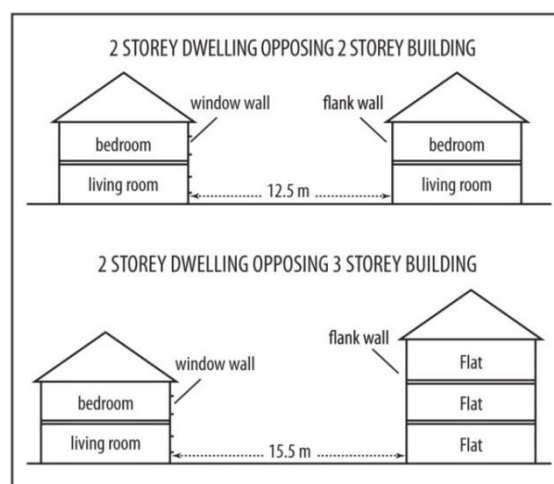 2 STOREY DWELLING OPPOSING 2 STOREY BUILDING
window wall
flank wall
bedroom
bedroom
living room
living room
12.5 m
2 STOREY DWELLING OPPOSING 3 STOREY BUILDING
flank wall
window wall
Flat
bedroom
Flat
living room
Flat
15.5 m